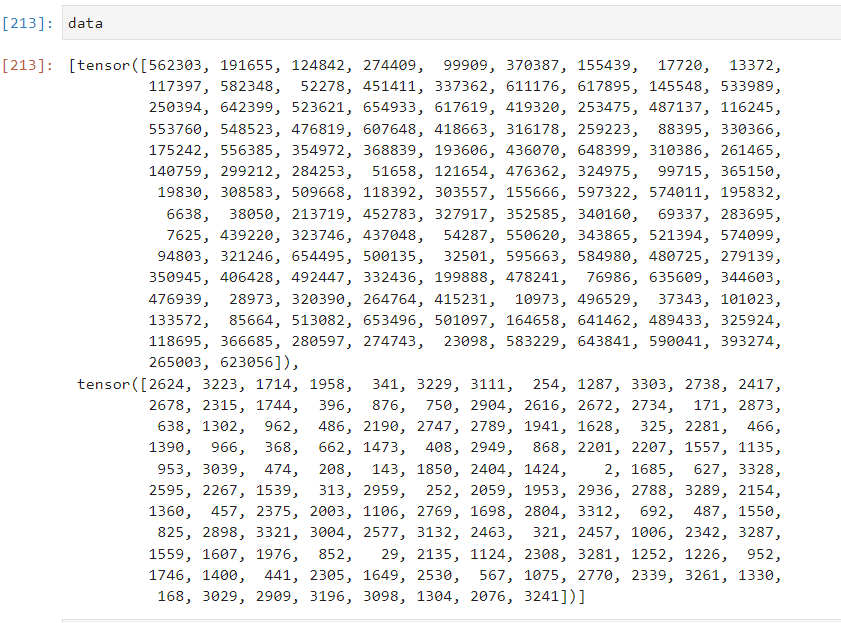 [213]: data
[213]: [tensor([562303, 191655, 124842, 274409,  99909, 370387, 155439,  17720,  13372,
117397, 582348,  52278, 451411, 337362, 611176, 617895, 145548, 533989,
250394, 642399, 523621, 654933, 617619, 419320, 253475, 487137, 116245,
553760, 548523, 476819, 607648, 418663, 316178, 259223,  88395, 330366,
175242, 556385, 354972, 368839, 193606, 436070, 648399, 310386, 261465,
140759, 299212, 284253,  51658, 121654, 476362, 324975,  99715, 365150,
19830, 308583, 509668, 118392, 303557, 155666, 597322, 574011, 195832,
6638,  38050, 213719, 452783, 327917, 352585, 340160,  69337, 283695,
7625, 439220, 323746, 437048,  54287, 550620, 343865, 521394, 574099,
94803, 321246, 654495, 500135,  32501, 595663, 584980, 480725, 279139,
350945, 406428, 492447, 332436, 199888, 478241,  76986, 635609, 344603,
476939,  28973, 320390, 264764, 415231,  10973, 496529,  37343, 101023,
133572,  85664, 513082, 653496, 501097, 164658, 641462, 489433, 325924,
118695, 366685, 280597, 274743,  23098, 583229, 643841, 590041, 393274,
265003, 623056]),
tensor([2624, 3223, 1714, 1958,  341, 3229, 3111,  254, 1287, 3303, 2738, 2417,
2678, 2315, 1744,  396,  876,  750, 2904, 2616, 2672, 2734,  171, 2873,
638, 1302,  962,  486, 2190, 2747, 2789, 1941, 1628,  325, 2281,  466,
1390,  966,  368,  662, 1473,  408, 2949,  868, 2201, 2207, 1557, 1135,
953, 3039,  474,  208,  143, 1850, 2404, 1424,    2, 1685,  627, 3328,
2595, 2267, 1539,  313, 2959,  252, 2059, 1953, 2936, 2788, 3289, 2154,
1360,  457, 2375, 2003, 1106, 2769, 1698, 2804, 3312,  692,  487, 1550,
825, 2898, 3321, 3004, 2577, 3132, 2463,  321, 2457, 1006, 2342, 3287,
1559, 1607, 1976,  852,   29, 2135, 1124, 2308, 3281, 1252, 1226,  952,
1746, 1400,  441, 2305, 1649, 2530,  567, 1075, 2770, 2339, 3261, 1330,
168, 3029, 2909, 3196, 3098, 1304, 2076, 3241])]